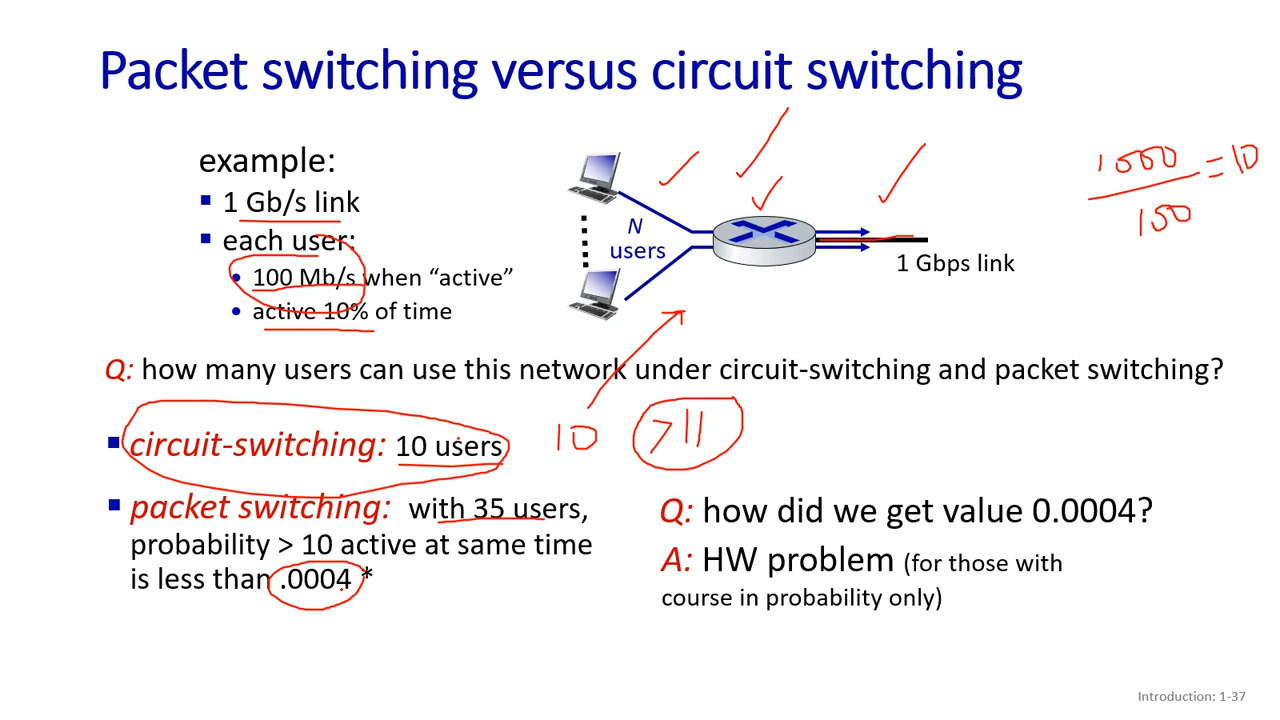 Packet switching versus circuit switching
example:
1 Gb/s link
each user:
100 Mb/s when “active”
active 10% of time
N
users
1 Gbps link
1000
= 10
100
Q: how many users can use this network under circuit-switching and packet switching?
circuit-switching: 10 users
10 >11
packet switching: with 35 users,
probability > 10 active at same time
is less than .0004 *
Q: how did we get value 0.0004?
A: HW problem (for those with
course in probability only)
Introduction: 1-37